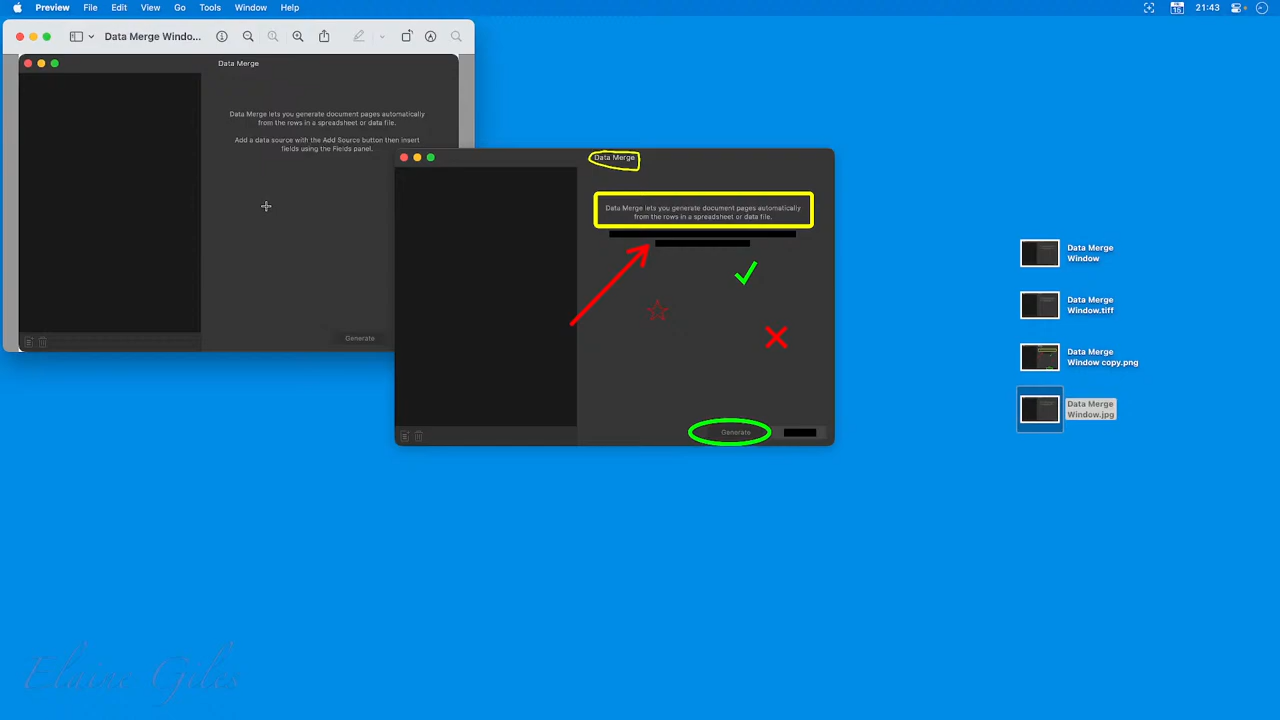 Preview File Edit View Go Tools Window Help
15 21:43
Data Merge Windo...
Data Merge
Data Merge lets you generate document pages automatically
from the rows in a spreadsheet or data file.
Add a data source with the Add Source button then insert
fields using the Fields panel.
Generate
Data Merge
Data Merge lets you generate document pages automatically
from the rows in a spreadsheet or data file.
Generate
Data Merge
Window
Data Merge
Window.tiff
Data Merge
Window copy.png
Data Merge
Window.jpg
Elaine Giles